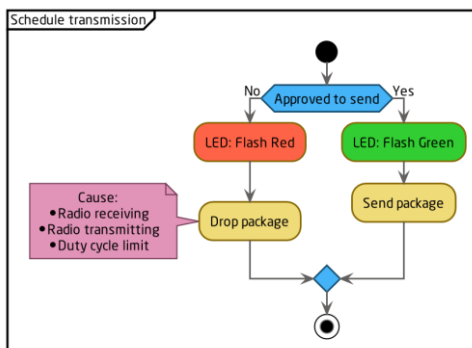 Schedule transmission
No
Yes
Approved to send
LED: Flash Red
LED: Flash Green
Cause:
•Radio receiving
•Radio transmitting
•Duty cycle limit
Drop package
Send package